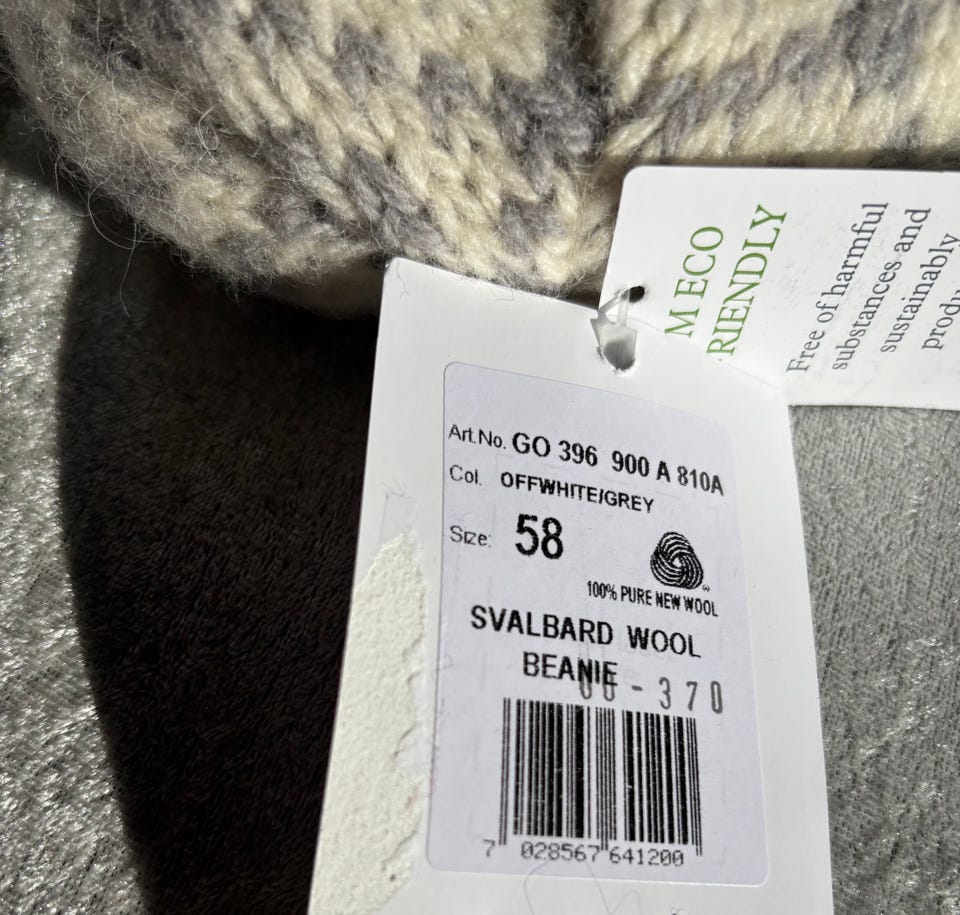 M ECO
RIENDLY
Free of harmful
substances and
sustainably
Art.No. GO 396 900 A 810A
Col. OFFWHITE/GREY
Size: 58
100% PURE NEW WOOL
SVALBARD WOOL
BEANIE
00-370
7 028567 641200